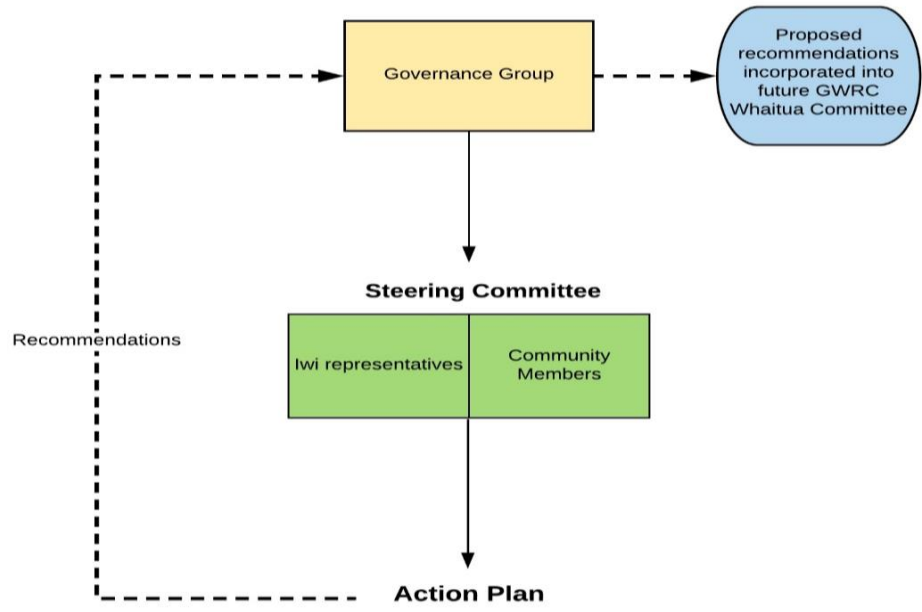 Governance Group
Proposed
recommendations
incorporated into
future GWRC
Whaitua Committee
Steering Committee
Recommendations
Iwi representatives
Community
Members
Action Plan